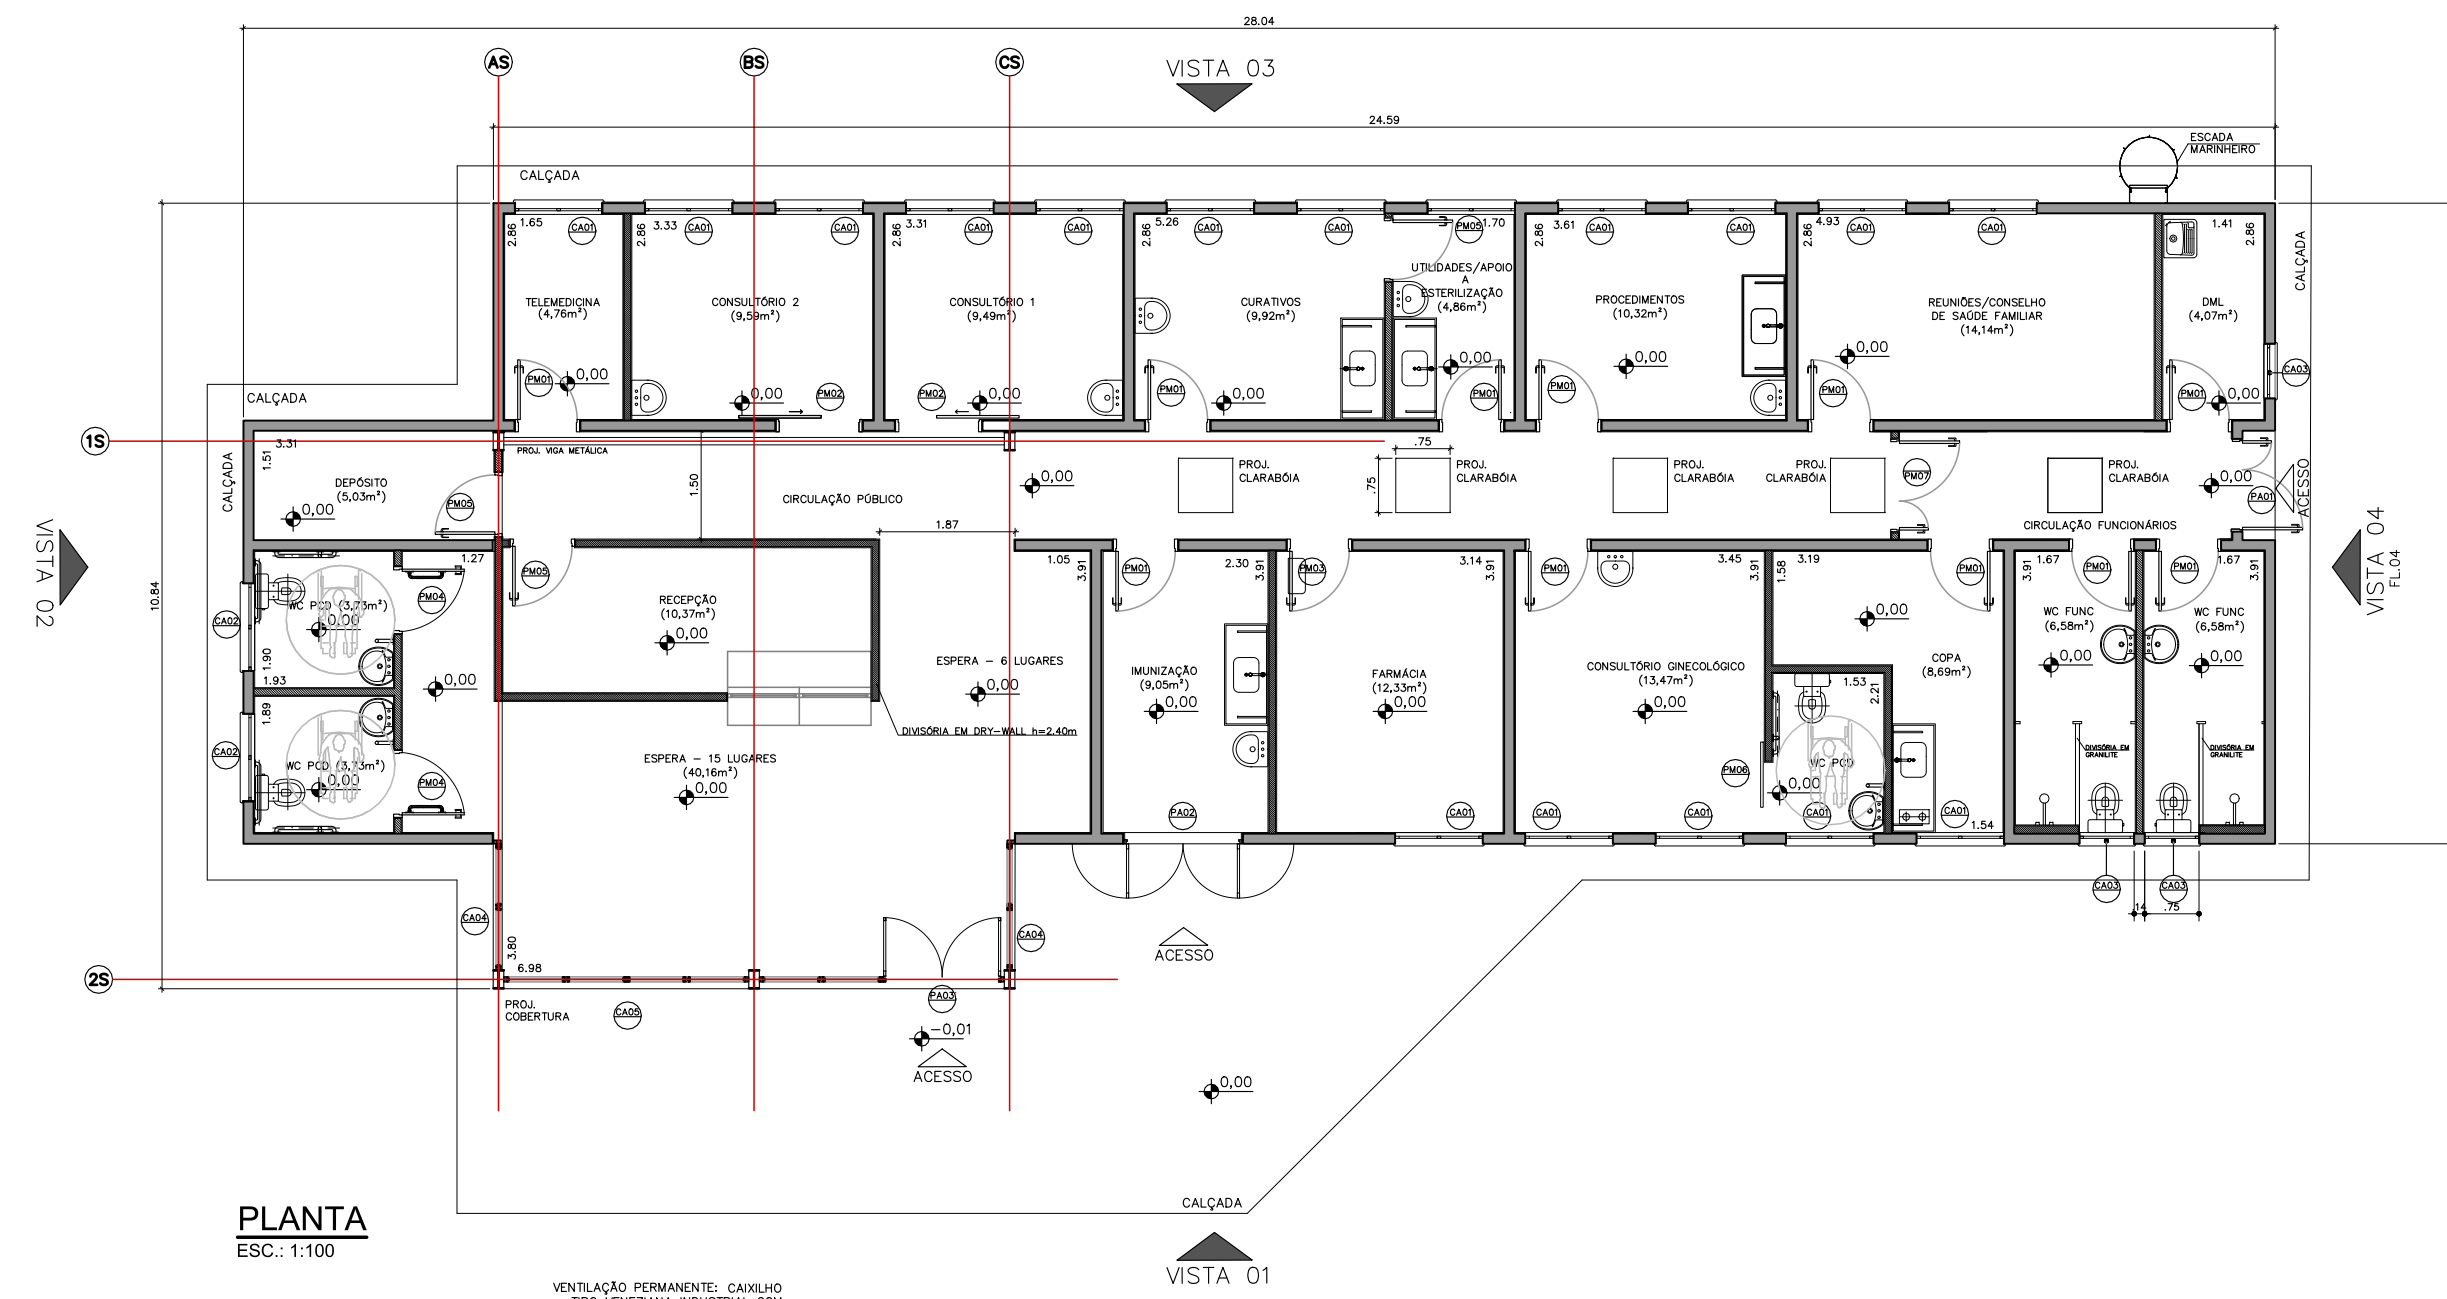 28.04
AS
BS
CS
VISTA 03
24.59
ESCADA
MARINHEIRO
CALÇADA
1.65
2.86
CA01
2.86
3.33
CA01
CA01
2.86
3.31
CA01
CA01
2.86
5.26
CA01
CA01
PM05
1.70
2.86
3.61
CA01
CA01
2.86
4.93
CA01
CA01
1.41
2.86
CALÇADA
TELEMEDICINA
(4,76m²)
CONSULTÓRIO 2
(9,59m²)
CONSULTÓRIO 1
(9,49m²)
CURATIVOS
(9,92m²)
UTILIDADES/APOIO
A
ESTERILIZAÇÃO
(4,86m²)
PROCEDIMENTOS
(10,32m²)
REUNIÕES/CONSELHO
DE SAÚDE FAMILIAR
(14,14m²)
DML
(4,07m²)
PM01
0,00
0,00
PM02
PM02
0,00
PM01
0,00
0,00
PM01
PM01
0,00
0,00
PM01
PM01
0,00
CA03
CALÇADA
1S
3.31
1.51
CALÇADA
DEPÓSITO
(5,03m²)
0,00
PM05
PROJ. VIGA METÁLICA
1.50
CIRCULAÇÃO PÚBLICO
1.87
0,00
PROJ.
CLARABÓIA
.75
.75
PROJ.
CLARABÓIA
PROJ.
CLARABÓIA
PROJ.
CLARABÓIA
PM07
PROJ.
CLARABÓIA
0,00
PA01
ACESSO
CIRCULAÇÃO FUNCIONÁRIOS
VISTA 02
VISTA 04
FL.04
10.84
1.27
PM04
WC PCD (3,73m²)
0,00
CA02
1.90
1.93
0,00
PM05
RECEPÇÃO
(10,37m²)
0,00
1.05
3.91
ESPERA - 6 LUGARES
0,00
PM01
2.30
3.91
IMUNIZAÇÃO
(9,05m²)
0,00
PM03
3.14
3.91
FARMÁCIA
(12,33m²)
0,00
PM01
3.45
3.91
CONSULTÓRIO GINECOLÓGICO
(13,47m²)
0,00
3.19
1.58
PM01
0,00
COPA
(8,69m²)
3.91
1.67
PM01
WC FUNC
(6,58m²)
0,00
PM01
1.67
3.91
WC FUNC
(6,58m²)
0,00
1.89
CA02
WC PCD (3,73m²)
0,00
PM04
DIVISÓRIA EM DRY-WALL h=2.40m
ESPERA - 15 LUGARES
(40,16m²)
0,00
1.53
2.21
PM06
WC PCD
0,00
DIVISÓRIA EM
GRANILITE
DIVISÓRIA EM
GRANILITE
PA02
CA01
CA01
CA01
CA01
CA01
1.54
CA03
CA03
.14
.75
CA04
CA04
3.80
6.98
2S
ACESSO
PROJ.
COBERTURA
CA05
PA03
-0,01
ACESSO
0,00
CALÇADA
PLANTA
ESC.: 1:100
VISTA 01
VENTILAÇÃO PERMANENTE: CAIXILHO